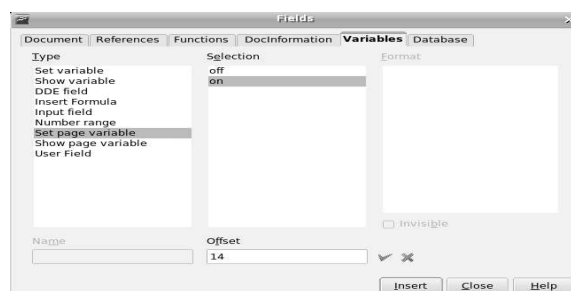 Fields
Document References Functions DocInformation Variables Database
Type Selection Format
Set variable off
Show variable on
DDE field
Insert Formula
Input field
Number range
Set page variable
Show page variable
User Field
Invisible
Name Offset
14
Insert Close Help